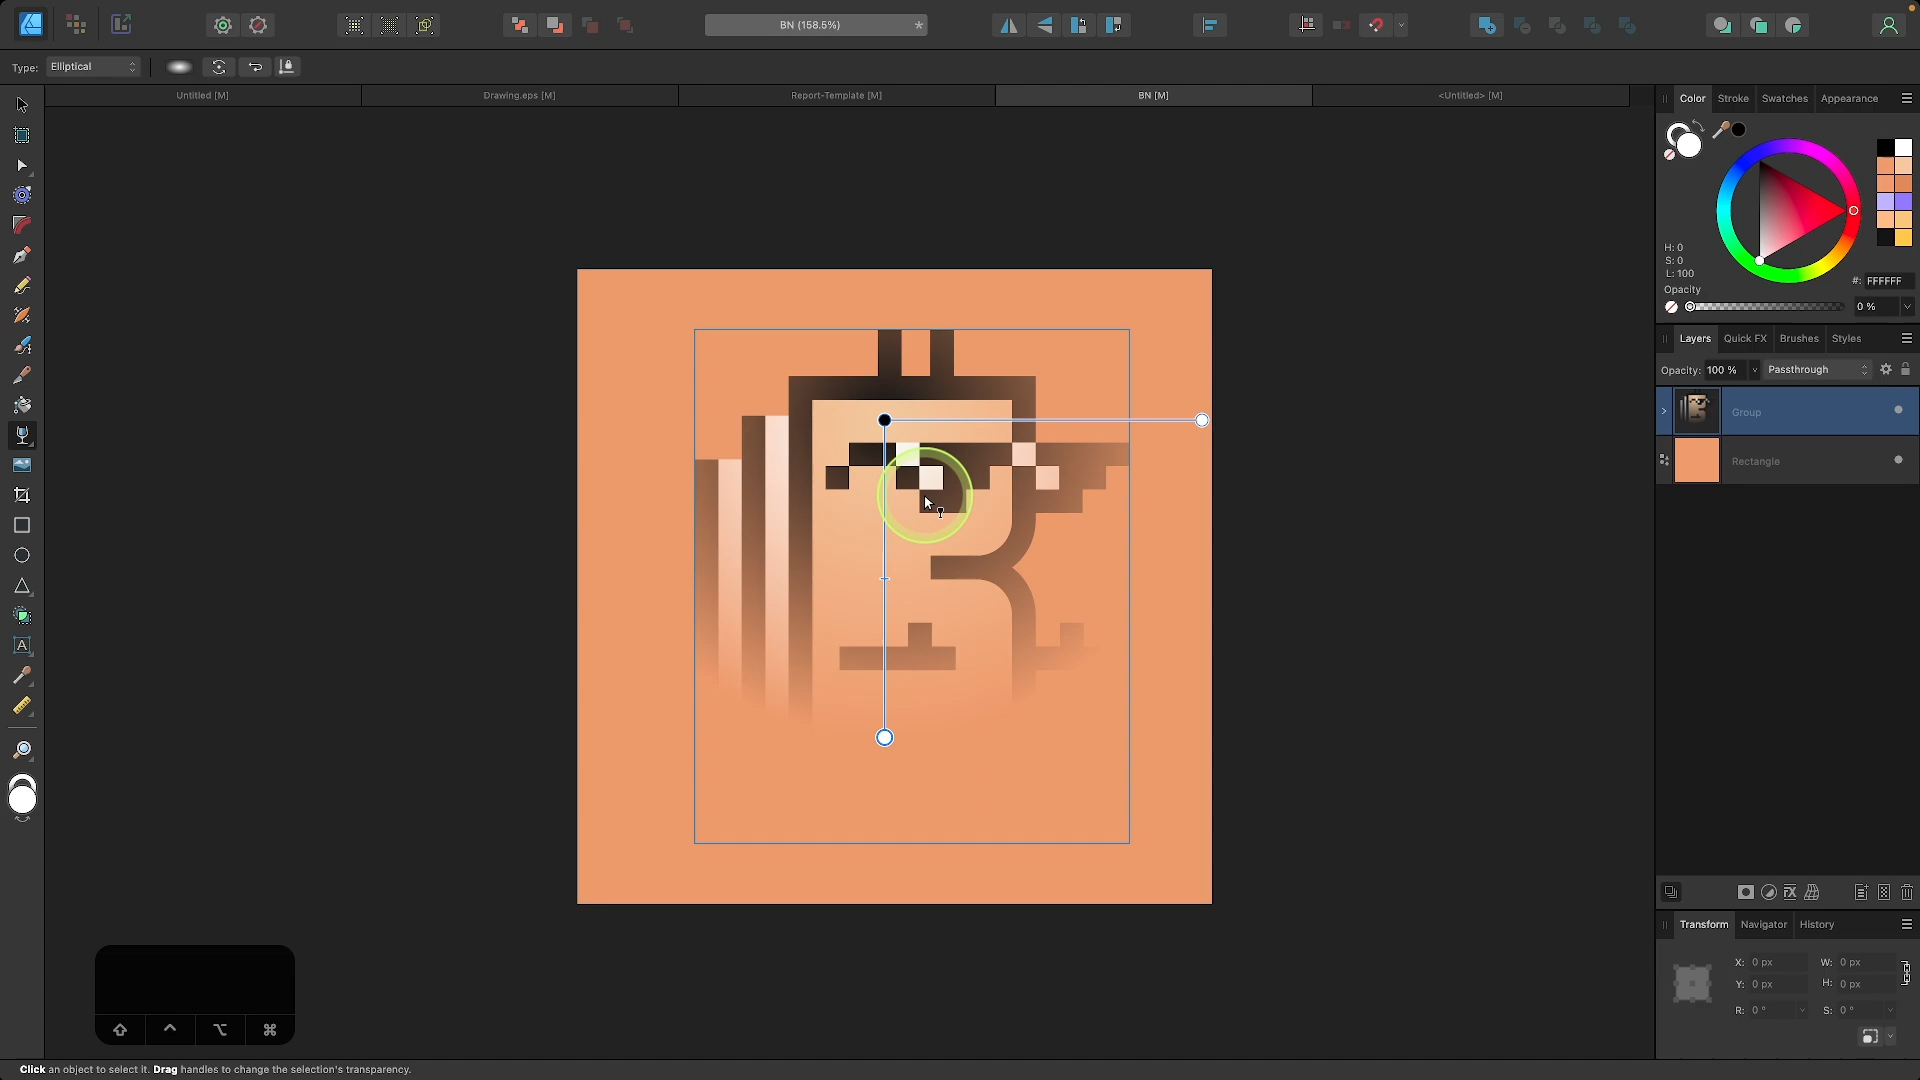 BN (158.5%)
*
Type: Elliptical
Untitled [M]
Drawing.eps [M]
Report-Template [M]
BN [M]
<Untitled> [M]
Color
Stroke
Swatches
Appearance
H: 0
S: 0
L: 100
#: FFFFFF
Opacity
0 %
Layers
Quick FX
Brushes
Styles
Opacity: 100 %
Passthrough
Group
Rectangle
Transform
Navigator
History
X: 0 px
W: 0 px
Y: 0 px
H: 0 px
R: 0 °
S: 0 °
Click an object to select it. Drag handles to change the selection's transparency.